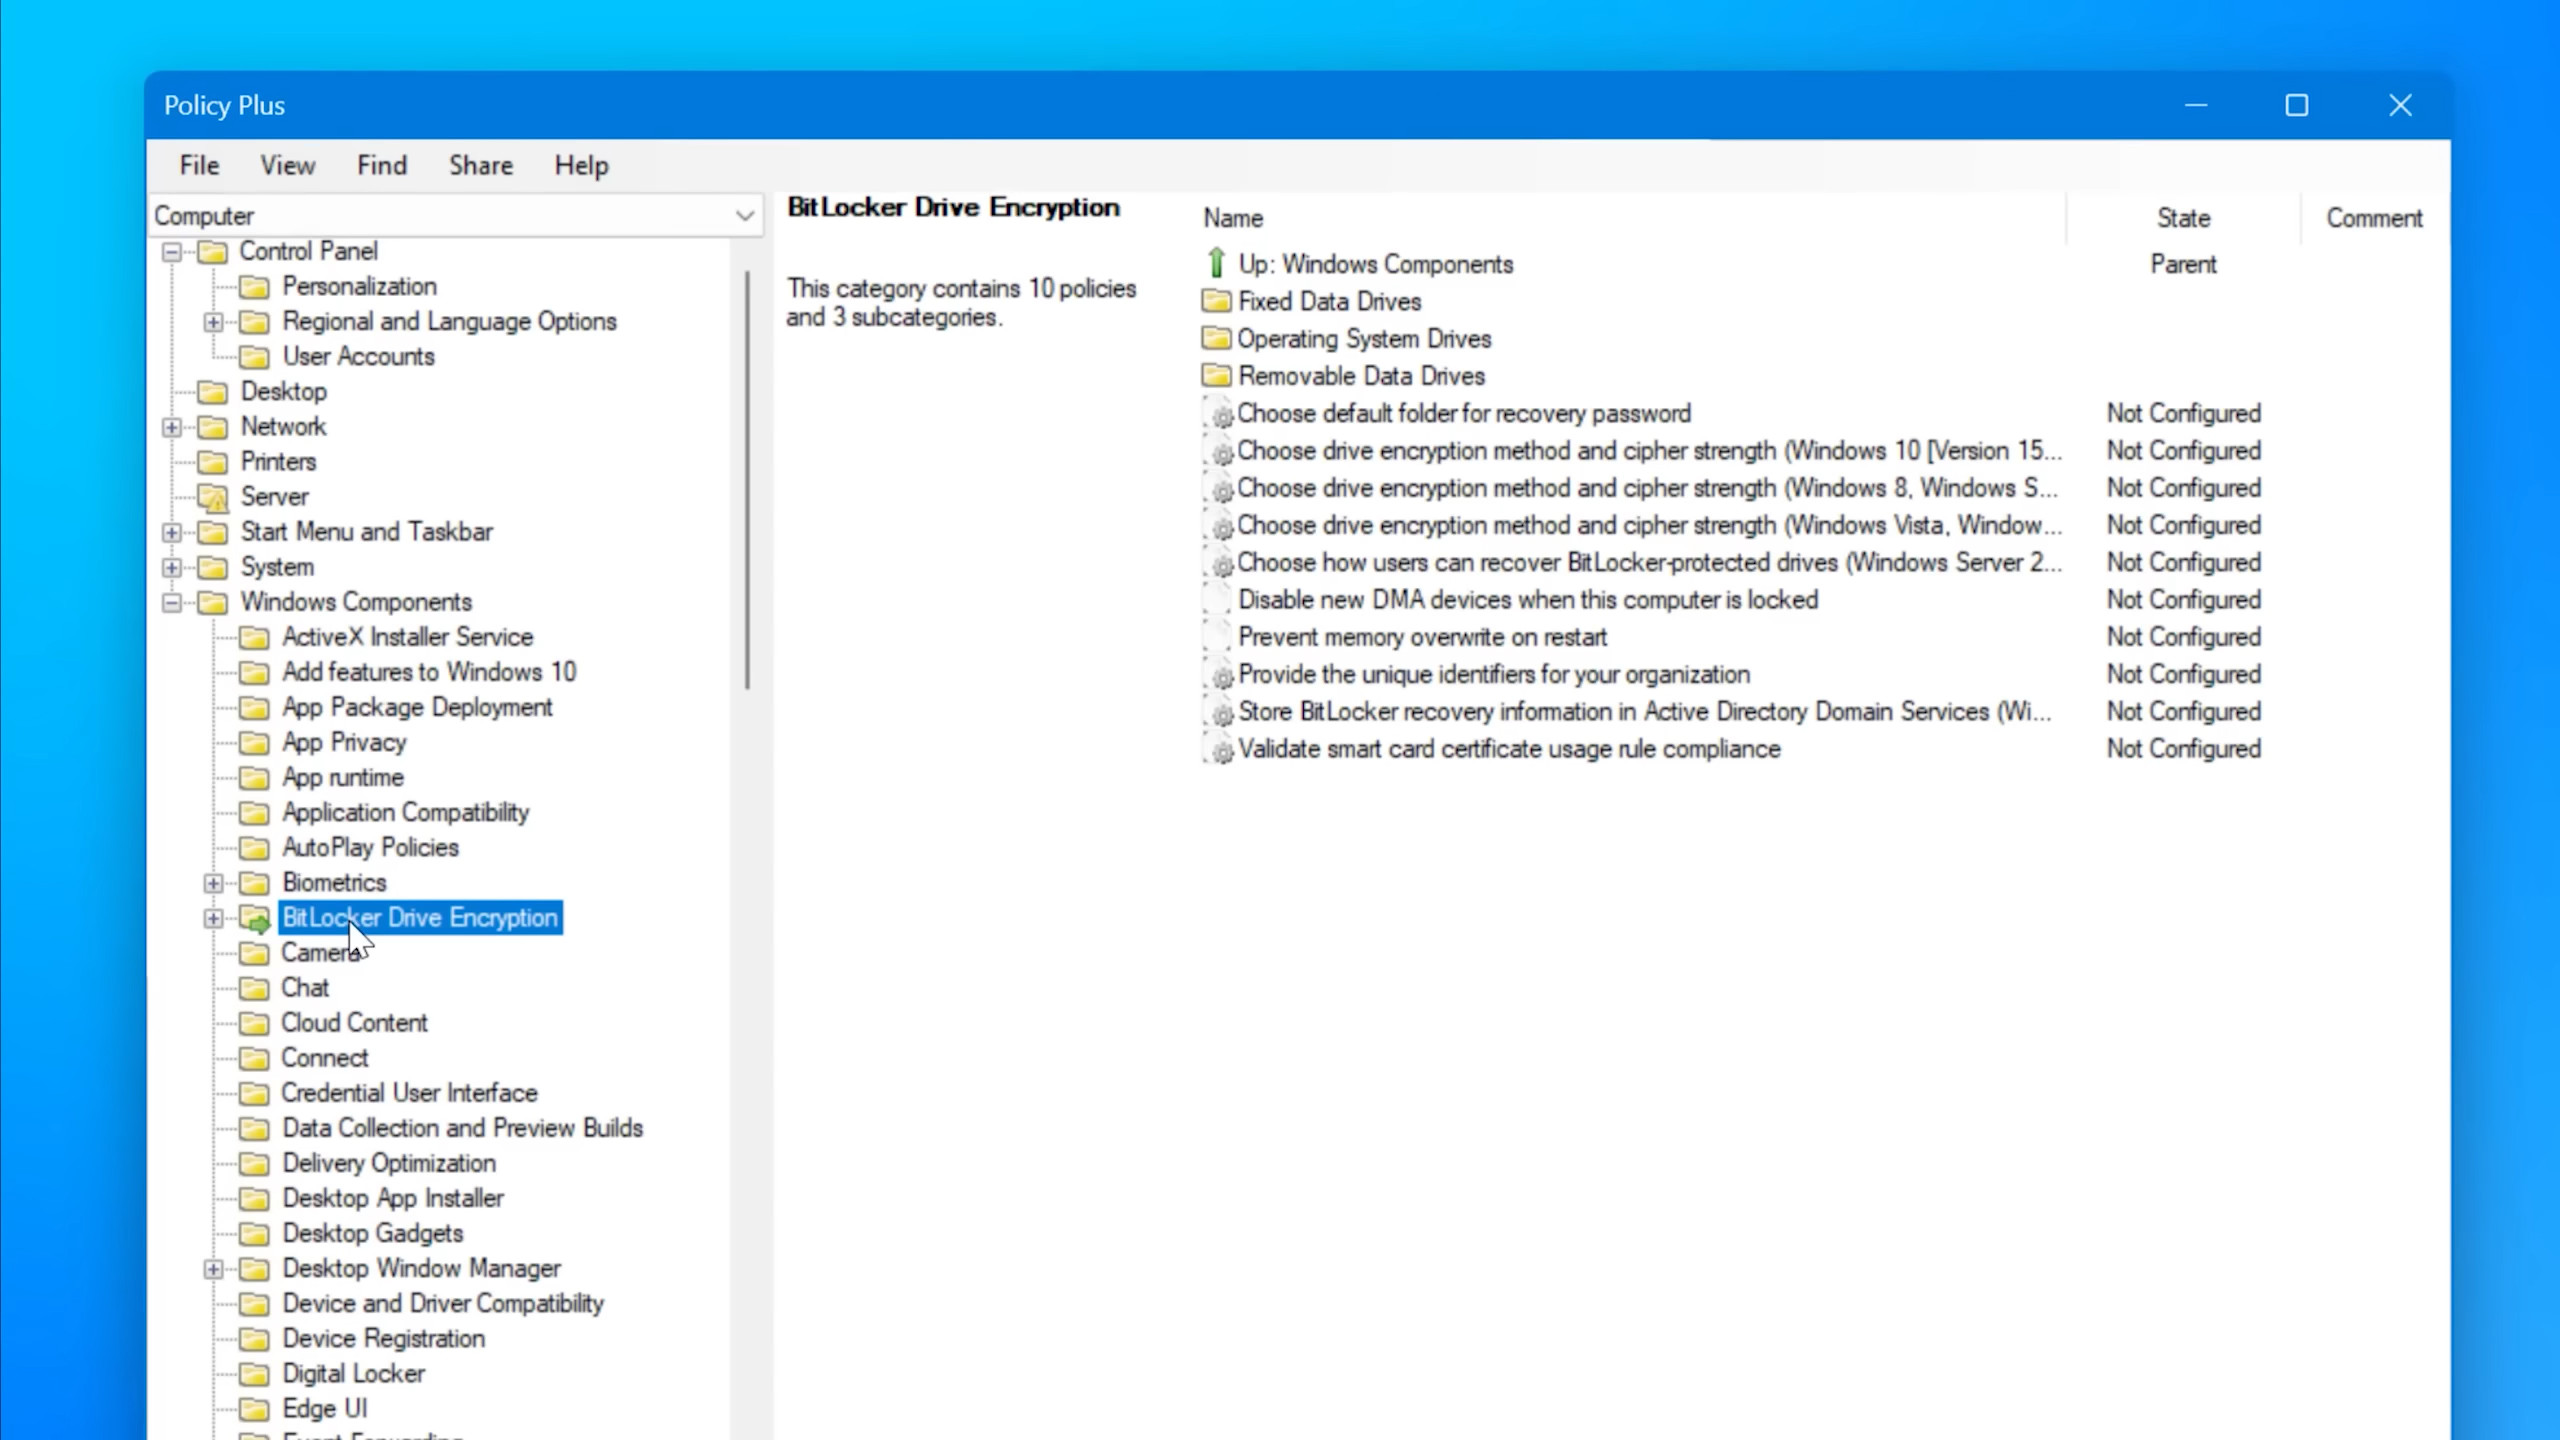 Policy Plus
File View Find Share Help
Computer
Control Panel
Personalization
Regional and Language Options
User Accounts
Desktop
Network
Printers
Server
Start Menu and Taskbar
System
Windows Components
ActiveX Installer Service
Add features to Windows 10
App Package Deployment
App Privacy
App runtime
Application Compatibility
AutoPlay Policies
Biometrics
BitLocker Drive Encryption
Camera
Chat
Cloud Content
Connect
Credential User Interface
Data Collection and Preview Builds
Delivery Optimization
Desktop App Installer
Desktop Gadgets
Desktop Window Manager
Device and Driver Compatibility
Device Registration
Digital Locker
Edge UI
BitLocker Drive Encryption
This category contains 10 policies
and 3 subcategories.
Name State Comment
Up: Windows Components Parent
Fixed Data Drives
Operating System Drives
Removable Data Drives
Choose default folder for recovery password Not Configured
Choose drive encryption method and cipher strength (Windows 10 [Version 15... Not Configured
Choose drive encryption method and cipher strength (Windows 8, Windows S... Not Configured
Choose drive encryption method and cipher strength (Windows Vista, Window... Not Configured
Choose how users can recover BitLocker-protected drives (Windows Server 2... Not Configured
Disable new DMA devices when this computer is locked Not Configured
Prevent memory overwrite on restart Not Configured
Provide the unique identifiers for your organization Not Configured
Store BitLocker recovery information in Active Directory Domain Services (Wi... Not Configured
Validate smart card certificate usage rule compliance Not Configured